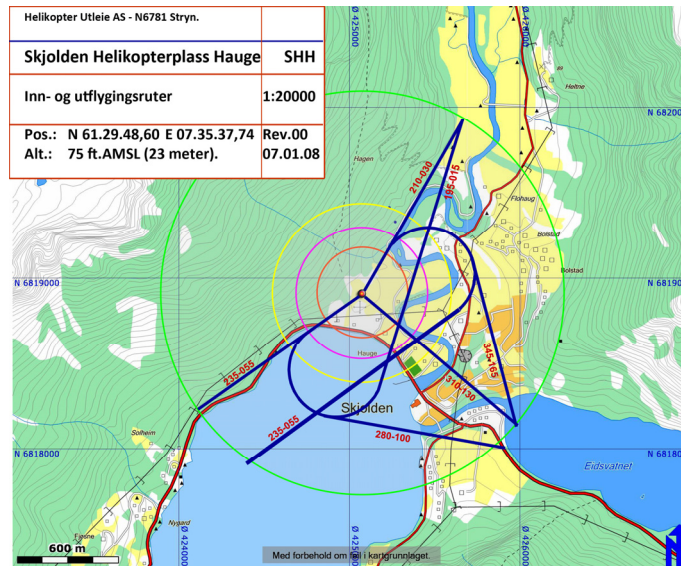 Helikopter Utleie AS - N6781 Stryn.
Skjolden Helikopterplass Hauge SHH
Inn- og utflygingsruter 1:20000
Pos.: N 61.29.48,60 E 07.35.37,74 Rev.00
Alt.: 75 ft.AMSL (23 meter). 07.01.08
Ø 425000
Ø 426000
N 6820000
Heltne
Hagen
210-030
195-015
Flohaug
Bolstad
Bolstad
N 6819000
N 6819000
Hauge
345-165
235-055
310-130
Skjolden
235-055
280-100
Solheim
N 6818000
N 6818000
Eidsvatnet
Nygard
Fjøsne
Ø 424000
Ø 425000
Ø 426000
600 m
Med forbehold om feil i kartgrunnlaget.
N